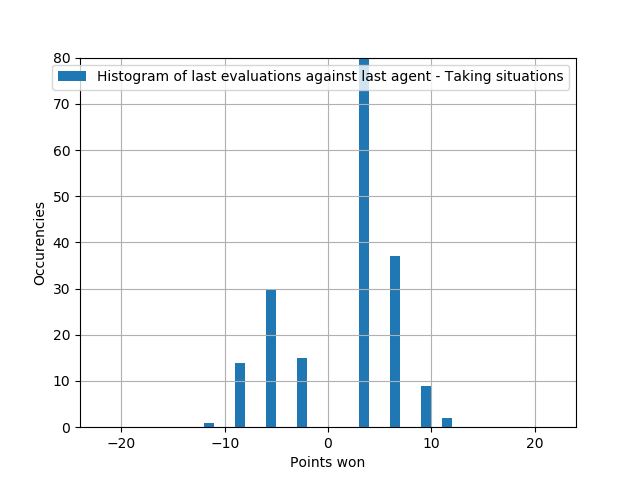 Histogram of last evaluations against last agent - Taking situations
80
70
60
50
40
30
20
10
0
Occurencies
−20 −10 0 10 20
Points won